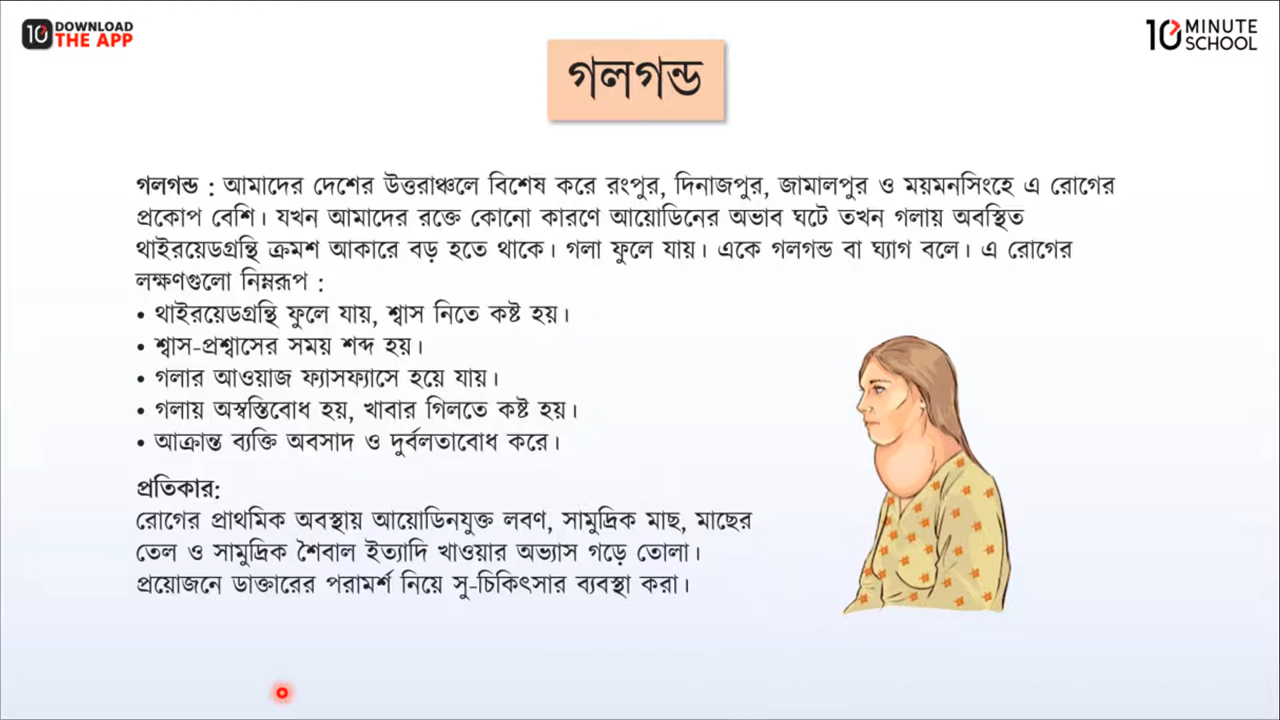 10 DOWNLOAD THE APP
10 MINUTE SCHOOL
গলগন্ড
গলগন্ড : আমাদের দেশের উত্তরাঞ্চলে বিশেষ করে রংপুর, দিনাজপুর, জামালপুর ও ময়মনসিংহে এ রোগের
প্রকোপ বেশি। যখন আমাদের রক্তে কোনো কারণে আয়োডিনের অভাব ঘটে তখন গলায় অবস্থিত
থাইরয়েডগ্রন্থি ক্রমশ আকারে বড় হতে থাকে। গলা ফুলে যায়। একে গলগন্ড বা ঘ্যাগ বলে। এ রোগের
লক্ষণগুলো নিম্নরূপ :
• থাইরয়েডগ্রন্থি ফুলে যায়, শ্বাস নিতে কষ্ট হয়।
• শ্বাস-প্রশ্বাসের সময় শব্দ হয়।
• গলার আওয়াজ ফ্যাসফ্যাসে হয়ে যায়।
• গলায় অস্বস্তিবোধ হয়, খাবার গিলতে কষ্ট হয়।
• আক্রান্ত ব্যক্তি অবসাদ ও দুর্বলতাবোধ করে।
প্রতিকার:
রোগের প্রাথমিক অবস্থায় আয়োডিনযুক্ত লবণ, সামুদ্রিক মাছ, মাছের
তেল ও সামুদ্রিক শৈবাল ইত্যাদি খাওয়ার অভ্যাস গড়ে তোলা।
প্রয়োজনে ডাক্তারের পরামর্শ নিয়ে সু-চিকিৎসার ব্যবস্থা করা।